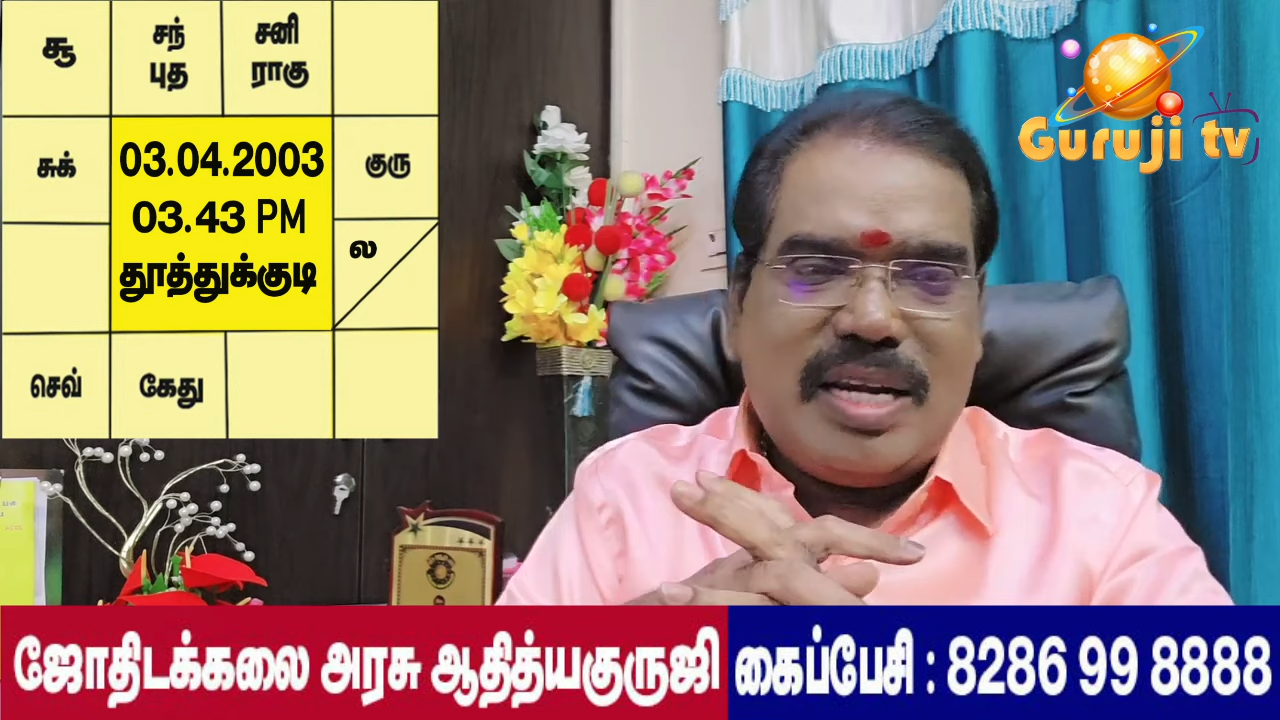 சூ
சந்
புத
சனி
ராகு
சுக்
03.04.2003
03.43 PM
தூத்துக்குடி
குரு
ல
செவ்
கேது
Guruji tv
ஜோதிடக்கலை அரசு ஆதித்யகுருஜி
கைப்பேசி : 8286 99 8888